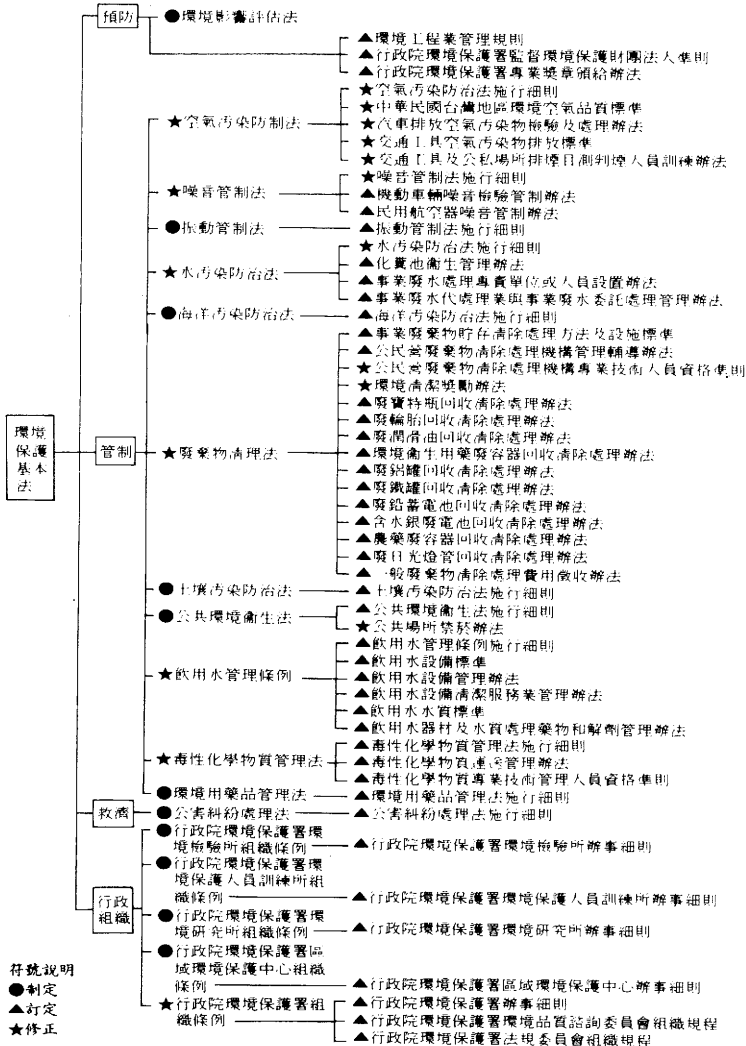 預防
●環境影響評估法
▲環境工程業管理規則
▲行政院環境保護署監督環境保護財團法人準則
▲行政院環境保護署專業獎章頒給辦法
★空氣污染防制法
★空氣汚染防治法施行細則
★中華民國台灣地區環境空氣品質標準
★汽車排放空氣汚染物檢驗及處理辦法
★交通工具空氣汚染物排放標準
★交通工具及公私場所排煙目測判煙人員訓練辦法
★噪音管制法
★噪音管制法施行細則
▲機動車輛噪音檢驗管制辦法
▲民用航空器噪音管制辦法
●振動管制法
▲振動管制法施行細則
★水汚染防治法
★水汚染防治法施行細則
▲化糞池衞生管理辦法
▲事業廢水處理專責單位或人員設置辦法
▲事業廢水代處理業與事業廢水委託處理管理辦法
●海洋汚染防治法
▲海洋汚染防治法施行細則
環境保護基本法
管制
★廢棄物清理法
▲事業廢棄物貯存清除處理方法及設施標準
▲公民營廢棄物清除處理機構管理輔導辦法
★公民營廢棄物清除處理機構專業技術人員資格準則
★環境清潔獎勵辦法
▲廢寶特瓶回收清除處理辦法
▲廢輪胎回收清除處理辦法
▲廢潤滑油回收清除處理辦法
▲環境衞生用藥廢容器回收清除處理辦法
▲廢鋁罐回收清除處理辦法
▲廢鐵罐回收清除處理辦法
▲廢鉛蓄電池回收清除處理辦法
▲含水銀廢電池回收清除處理辦法
▲農藥廢容器回收清除處理辦法
▲廢日光燈管回收清除處理辦法
▲一般廢棄物清除處理費用徵收辦法
●土壤汚染防治法
▲土壤汚染防治法施行細則
●公共環境衞生法
▲公共環境衞生法施行細則
★公共場所禁菸辦法
★飲用水管理條例
▲飲用水管理條例施行細則
▲飲用水設備標準
▲飲用水設備管理辦法
▲飲用水設備清潔服務業管理辦法
▲飲用水水質標準
▲飲用水器材及水質處理藥物和解劑管理辦法
★毒性化學物質管理法
▲毒性化學物質管理法施行細則
▲毒性化學物質運送管理辦法
▲毒性化學物質專業技術管理人員資格準則
●環境用藥品管理法
▲環境用藥品管理法施行細則
救濟
●公害糾紛處理法
▲公害糾紛處理法施行細則
行政組織
●行政院環境保護署環
境檢驗所組織條例
▲行政院環境保護署環境檢驗所辦事細則
●行政院環境保護署環
境保護人員訓練所組
織條例
▲行政院環境保護署環境保護人員訓練所辦事細則
●行政院環境保護署環
境研究所組織條例
▲行政院環境保護署環境研究所辦事細則
●行政院環境保護署區
域環境保護中心組織
條例
▲行政院環境保護署區域環境保護中心辦事細則
★行政院環境保護署組
織條例
▲行政院環境保護署辦事細則
▲行政院環境保護署環境品質諮詢委員會組織規程
▲行政院環境保護署法規委員會組織規程
符號說明
●制定
▲訂定
★修正